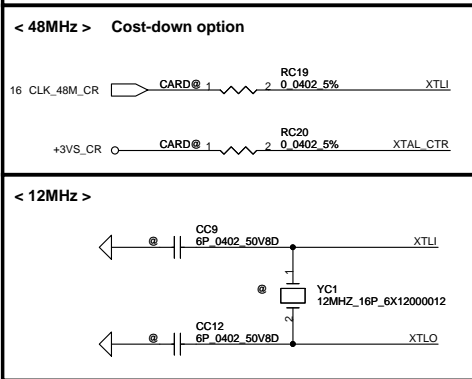 < 48MHz > Cost-down option
RC19
16 CLK_48M_CR CARD@ 1 2 0_0402_5% XTLI
RC20
+3VS_CR CARD@ 1 2 0_0402_5% XTAL_CTR
< 12MHz >
CC9
@ 6P_0402_50V8D XTLI
1
@ YC1
12MHZ_16P_6X12000012
2
CC12
@ 6P_0402_50V8D XTLO